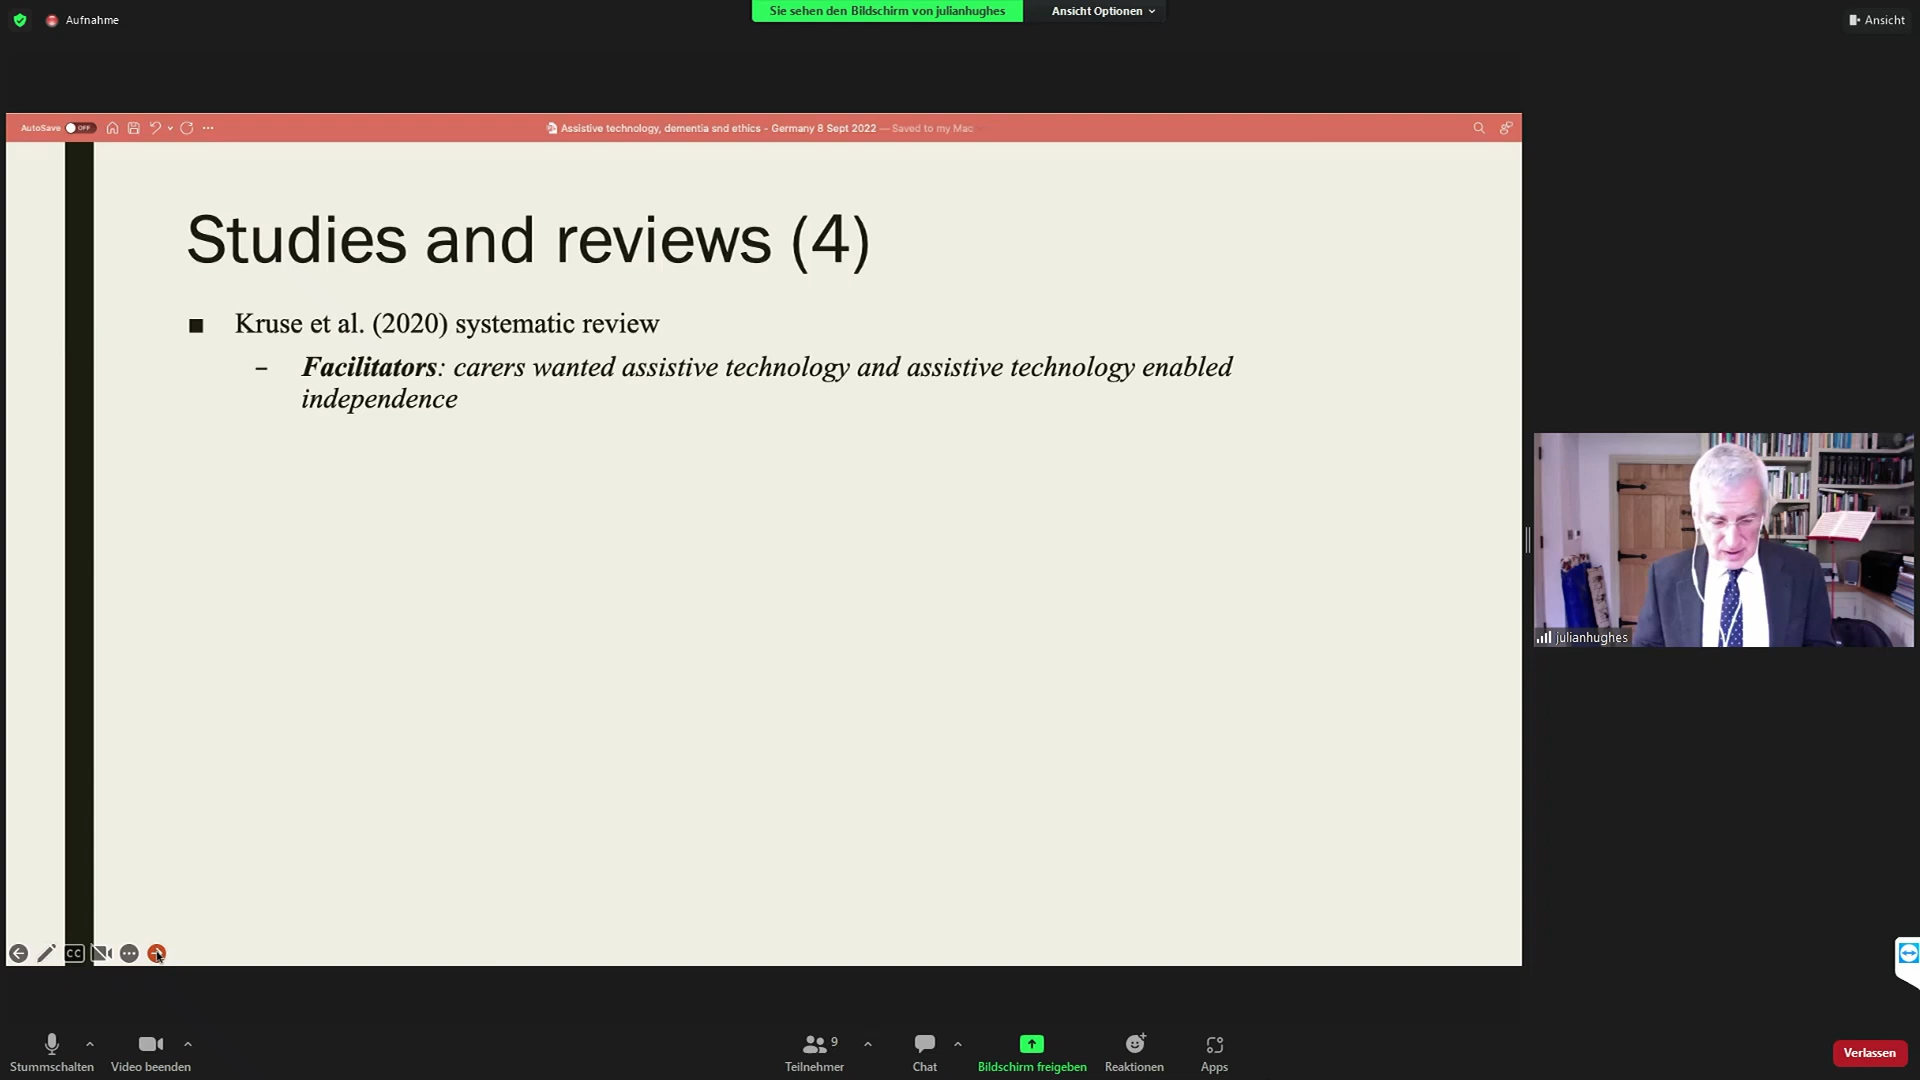 Aufnahme
Sie sehen den Bildschirm von julianhughes
Ansicht Optionen
Ansicht
AutoSave OFF
Assistive technology, dementia snd ethics - Germany 8 Sept 2022 — Saved to my Mac
Studies and reviews (4)
■ Kruse et al. (2020) systematic review
– Facilitators: carers wanted assistive technology and assistive technology enabled
independence
julianhughes
CC
Stummschalten
Video beenden
9
Teilnehmer
Chat
Bildschirm freigeben
Reaktionen
Apps
Verlassen